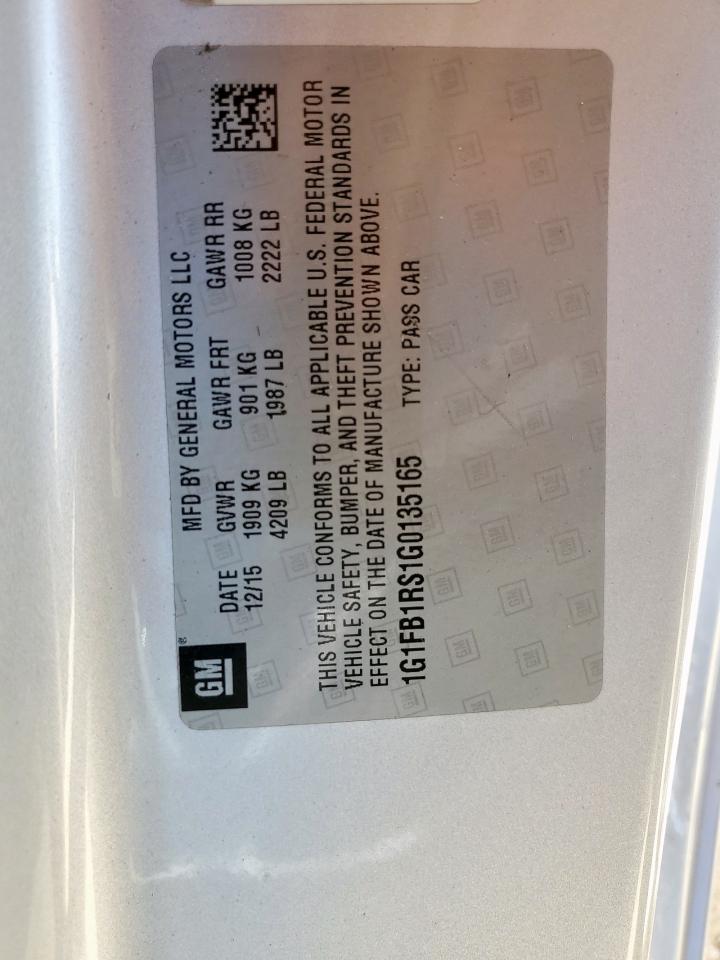 GM®
MFD BY GENERAL MOTORS LLC
DATE GVWR GAWR FRT GAWR RR
12/15 1909 KG 901 KG 1008 KG
4209 LB 1987 LB 2222 LB
THIS VEHICLE CONFORMS TO ALL APPLICABLE U.S. FEDERAL MOTOR
VEHICLE SAFETY, BUMPER, AND THEFT PREVENTION STANDARDS IN
EFFECT ON THE DATE OF MANUFACTURE SHOWN ABOVE.
1G1FB1RS1G0135165 TYPE: PASS CAR